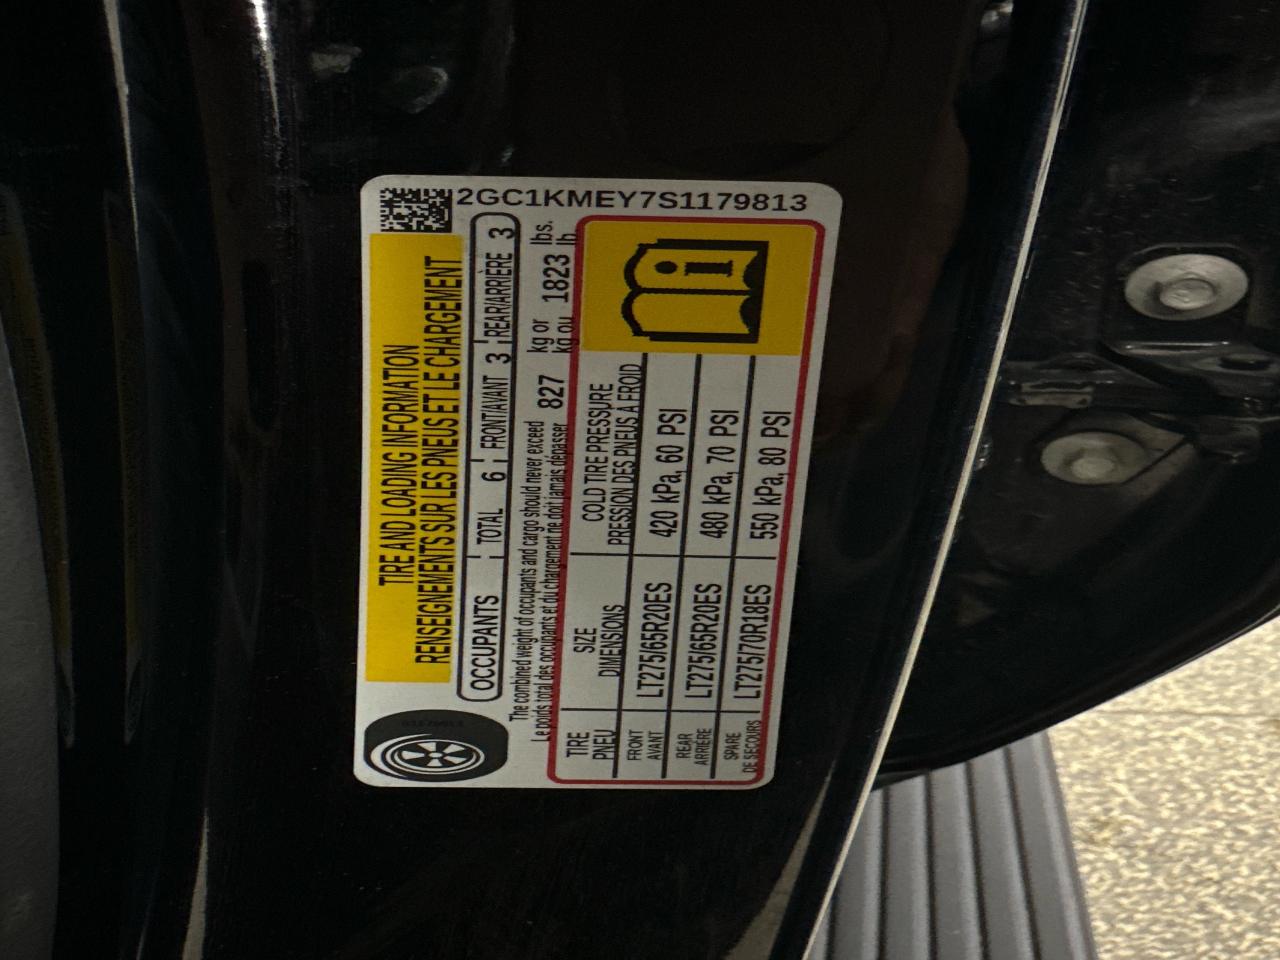 2GC1KMEY7S1179813
TIRE AND LOADING INFORMATION
RENSEIGNEMENTS SUR LES PNEUS ET LE CHARGEMENT
OCCUPANTS TOTAL 6 FRONT/AVANT 3 REAR/ARRIÈRE 3
The combined weight of occupants and cargo should never exceed 827 kg or 1823 lbs.
Le poids total des occupants et du chargement ne doit jamais dépasser kg ou lb.
TIRE SIZE COLD TIRE PRESSURE
PNEU DIMENSIONS PRESSION DES PNEUS A FROID
FRONT
AVANT LT275/65R20ES 420 kPa, 60 PSI
REAR
ARRIÈRE LT275/65R20ES 480 kPa, 70 PSI
SPARE
DE SECOURS LT275/70R18ES 550 kPa, 80 PSI
i